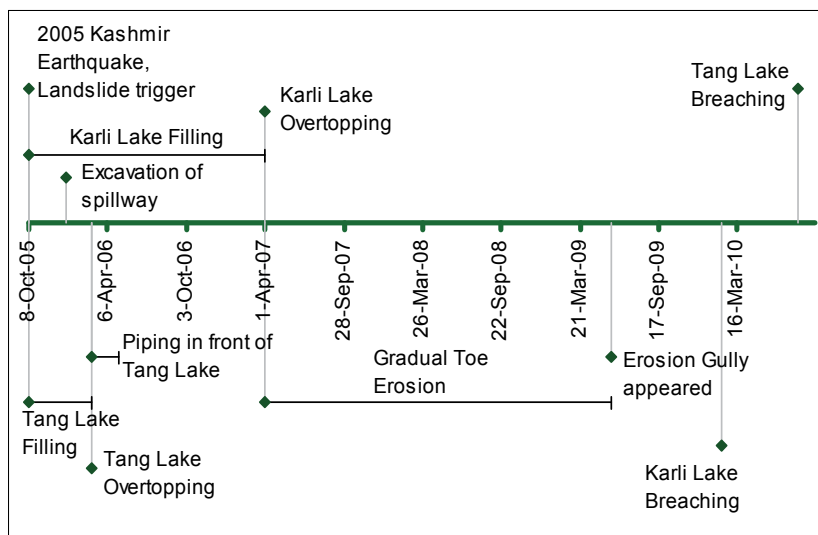 2005 Kashmir
Earthquake,
Landslide trigger
Karli Lake Filling
Excavation of
spillway
Karli Lake
Overtopping
Tang Lake
Breaching
8-Oct-05
6-Apr-06
3-Oct-06
1-Apr-07
28-Sep-07
26-Mar-08
22-Sep-08
21-Mar-09
17-Sep-09
16-Mar-10
Piping in front of
Tang Lake
Gradual Toe
Erosion
Erosion Gully
appeared
Tang Lake
Filling
Tang Lake
Overtopping
Karli Lake
Breaching